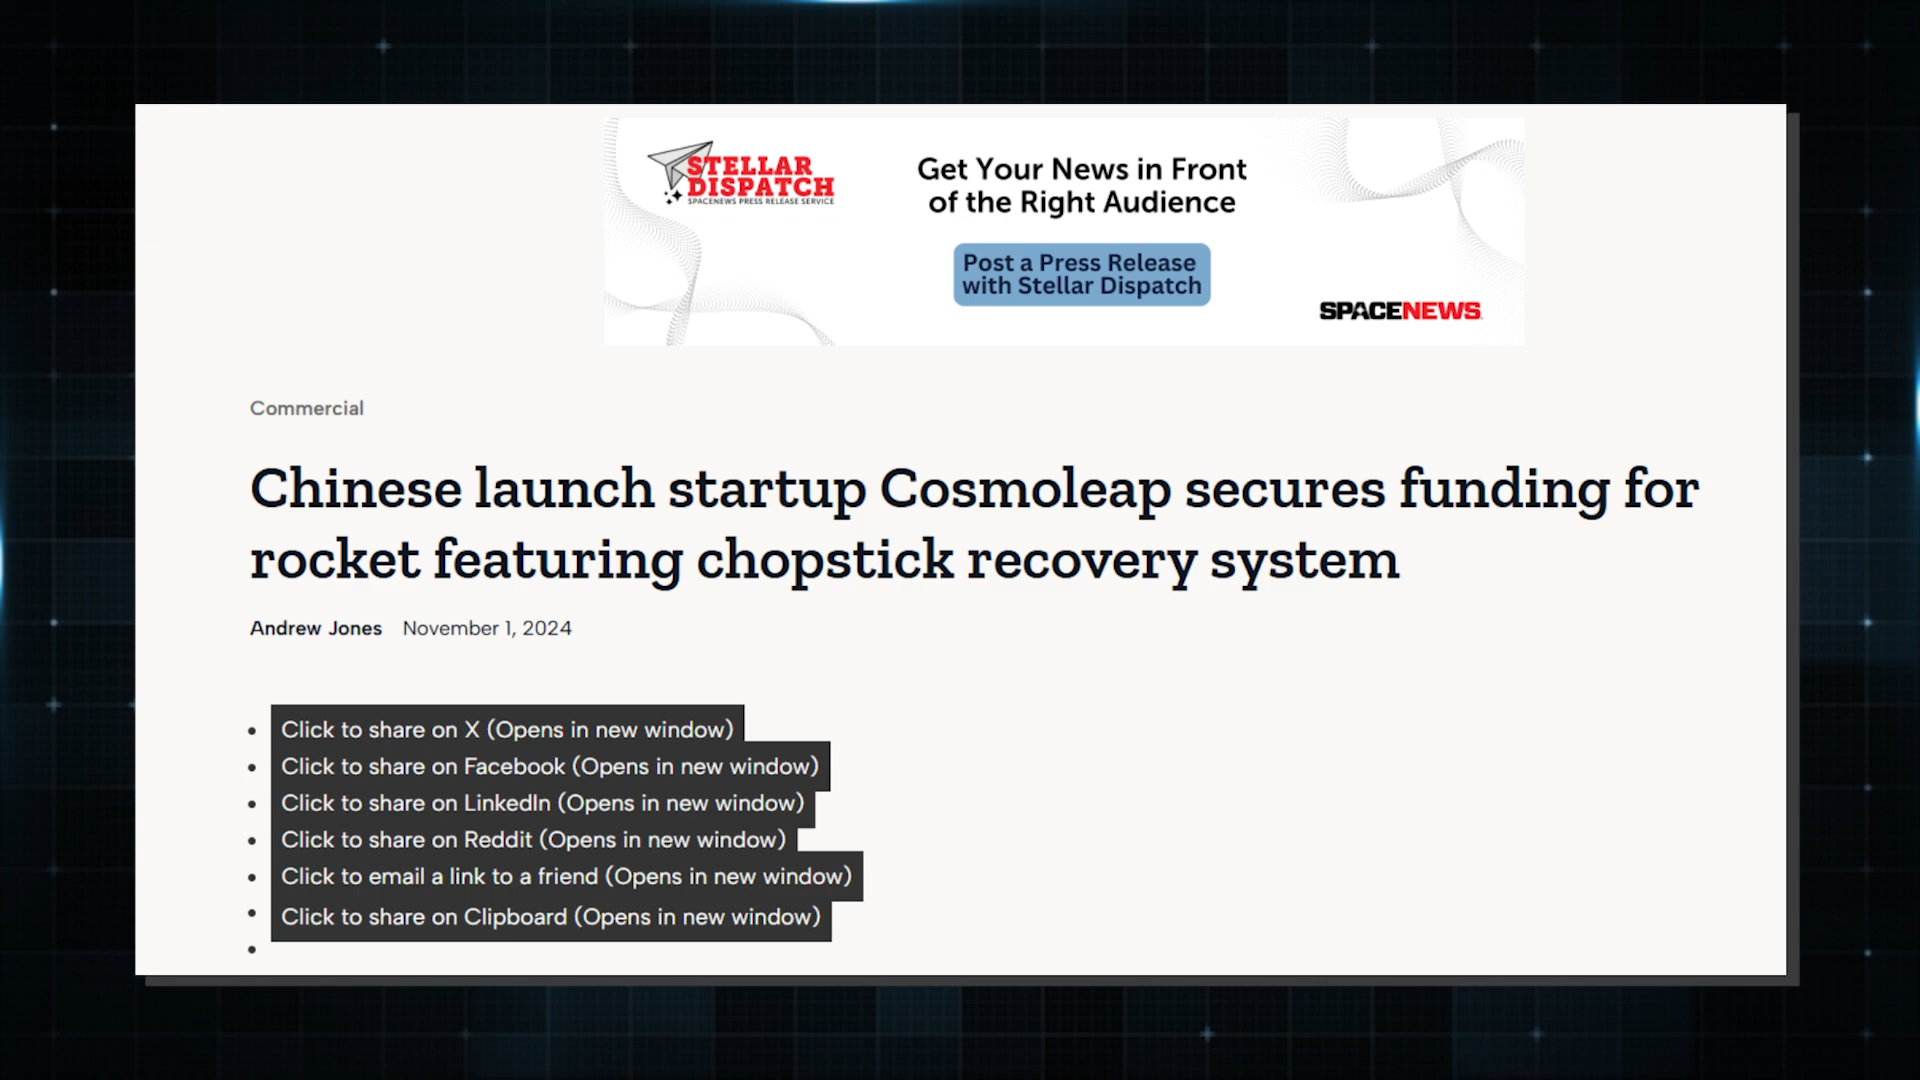 STELLAR
DISPATCH
SPACENEWS PRESS RELEASE SERVICE
Get Your News in Front
of the Right Audience
Post a Press Release
with Stellar Dispatch
SPACENEWS
Commercial
Chinese launch startup Cosmoleap secures funding for
rocket featuring chopstick recovery system
Andrew Jones November 1, 2024
Click to share on X (Opens in new window)
Click to share on Facebook (Opens in new window)
Click to share on LinkedIn (Opens in new window)
Click to share on Reddit (Opens in new window)
Click to email a link to a friend (Opens in new window)
Click to share on Clipboard (Opens in new window)